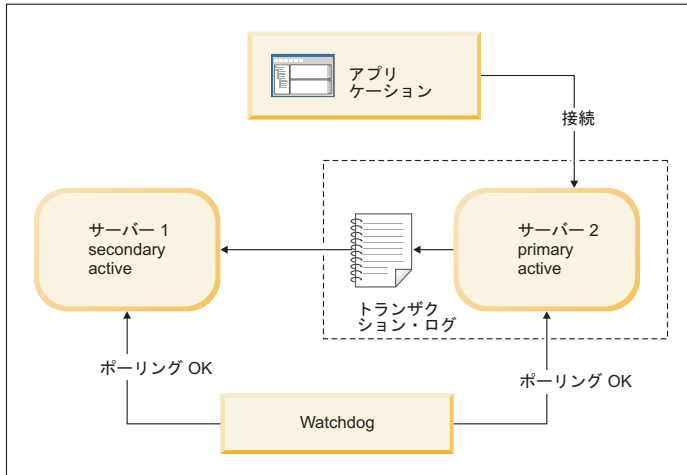 アプリ
ケーション
接続
サーバー 1
secondary
active
サーバー 2
primary
active
トランザク
ション・ログ
ポーリング OK
ポーリング OK
Watchdog